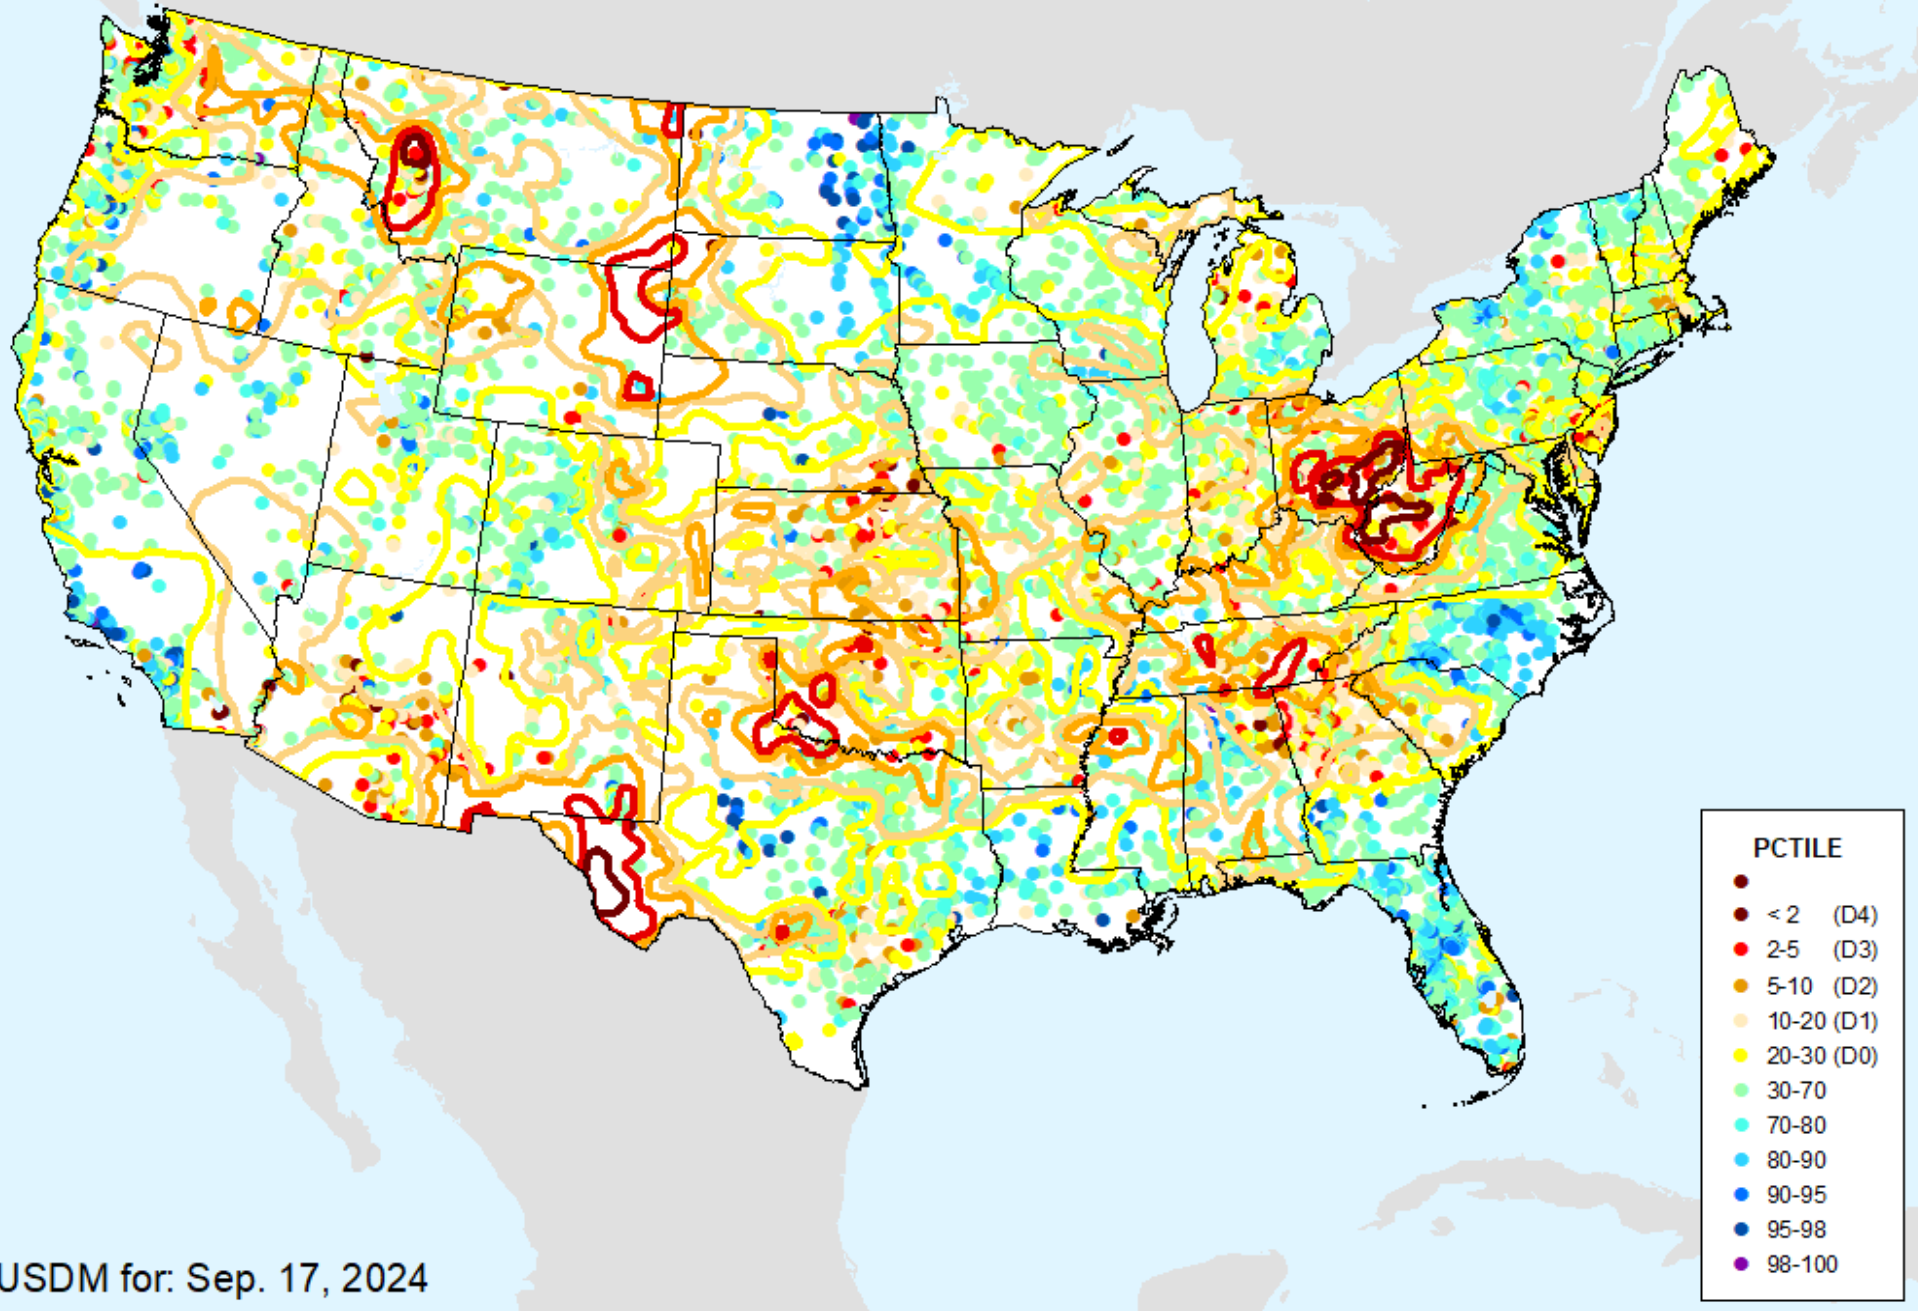 PCTILE
< 2 (D4)
2-5 (D3)
5-10 (D2)
10-20 (D1)
20-30 (D0)
30-70
70-80
80-90
90-95
95-98
98-100
USDM for: Sep. 17, 2024